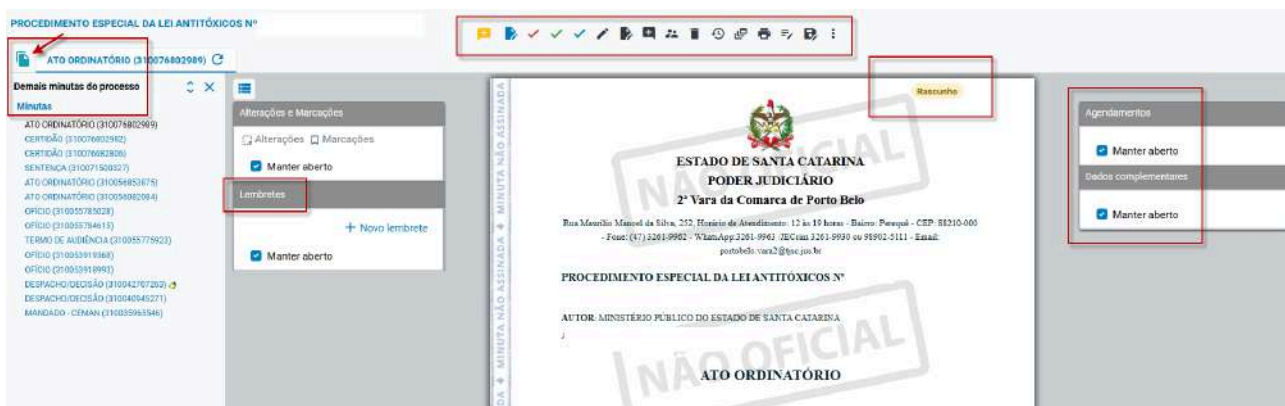 PROCEDIMENTO ESPECIAL DA LEI ANTITÓXICOS Nº
ATO ORDINATÓRIO (310076802989)
Demais minutas do processo
Minutas
ATO ORDINATÓRIO (310076802989)
CERTIDÃO (310076802982)
CERTIDÃO (310076682806)
SENTENÇA (310071500327)
ATO ORDINATÓRIO (310056853675)
ATO ORDINATÓRIO (310056082084)
OFÍCIO (310055785028)
OFÍCIO (310055784615)
TERMO DE AUDIÊNCIA (310055775923)
OFÍCIO (310053919368)
OFÍCIO (310053918993)
DESPACHO/DECISÃO (310042707263)
DESPACHO/DECISÃO (310040945271)
MANDADO - CEMAN (310035963546)
Alterações e Marcações
Alterações Marcações
Manter aberto
Lembretes
+ Novo lembrete
Manter aberto
MINUTA NÃO ASSINADA
Rascunho
NÃO OFICIAL
ESTADO DE SANTA CATARINA
PODER JUDICIÁRIO
2ª Vara da Comarca de Porto Belo
Rua Maurílio Manoel da Silva, 252, Horário de Atendimento: 12 às 19 horas - Bairro: Perequê - CEP: 88210-000
- Fone: (47) 3261-9902 - WhatsApp:3261-9963 /JECrim 3261-9930 ou 98902-5111 - Email:
portobelo.vara2@tjsc.jus.br
PROCEDIMENTO ESPECIAL DA LEI ANTITÓXICOS Nº
AUTOR: MINISTÉRIO PÚBLICO DO ESTADO DE SANTA CATARINA
NÃO OFICIAL
ATO ORDINATÓRIO
Agendamentos
Manter aberto
Dados complementares
Manter aberto